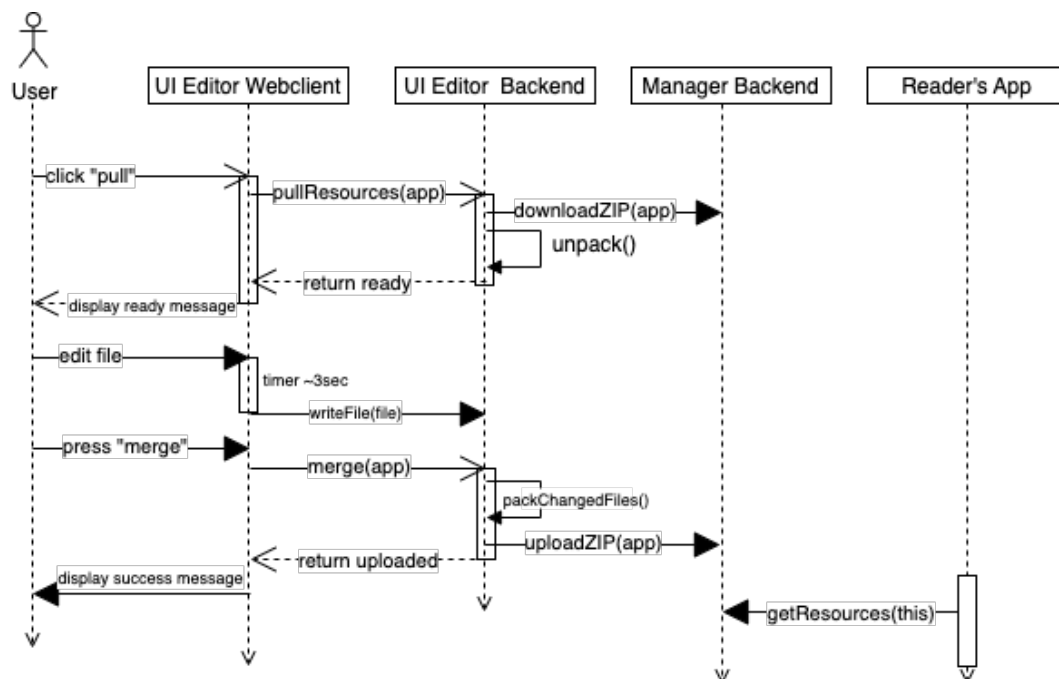 User
UI Editor Webclient
UI Editor  Backend
Manager Backend
Reader's App
click "pull"
pullResources(app)
downloadZIP(app)
unpack()
return ready
display ready message
edit file
timer ~3sec
writeFile(file)
press "merge"
merge(app)
packChangedFiles()
uploadZIP(app)
return uploaded
display success message
getResources(this)